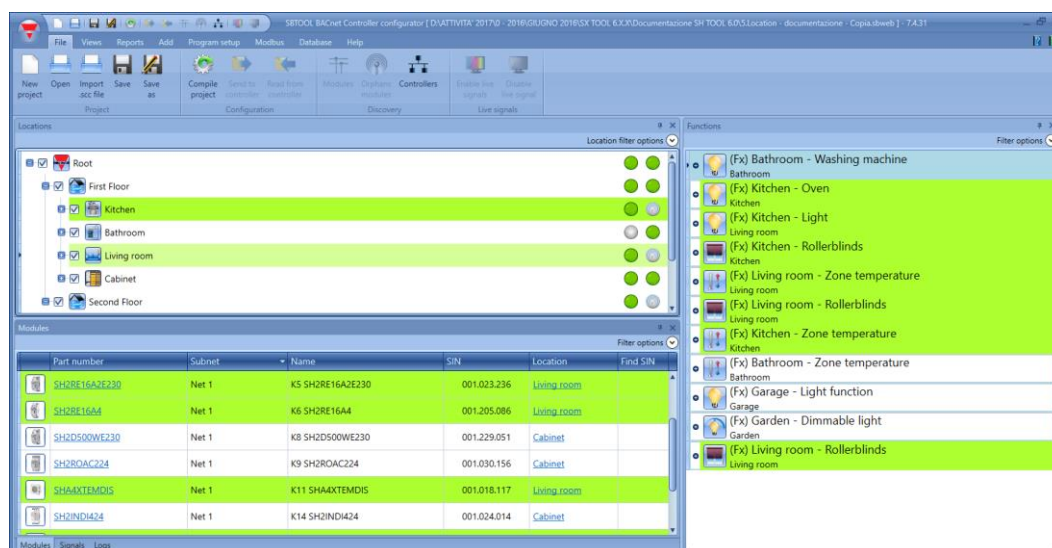 SBTOOL BACnet Controller configurator [ D:\ATTIVITA' 2017\0 - 2016\GIUGNO 2016\SX TOOL 6.X.X\Documentazione SH TOOL 6.0\5.Location - documentazione - Copia.sbweb ] - 7.4.31
File Views Reports Add Program setup Modbus Database Help
New project Open Import .scc file Save Save as Compile project Send to controller Read from controller Modules Orphans modules Controllers Enable live signals Disable live signal
Project Configuration Discovery Live signals
Locations
Location filter options
Root
First Floor
Kitchen
Bathroom
Living room
Cabinet
Second Floor
Modules
Filter options
Part number Subnet Name SIN Location Find SIN
SH2RE16A2E230 Net 1 K5 SH2RE16A2E230 001.023.236 Living room
SH2RE16A4 Net 1 K6 SH2RE16A4 001.205.086 Living room
SH2D500WE230 Net 1 K8 SH2D500WE230 001.229.051 Cabinet
SH2ROAC224 Net 1 K9 SH2ROAC224 001.030.156 Cabinet
SHA4XTEMDIS Net 1 K11 SHA4XTEMDIS 001.018.117 Living room
SH2INDI424 Net 1 K14 SH2INDI424 001.024.014 Cabinet
Modules Signals Logs
Functions
Filter options
(Fx) Bathroom - Washing machine
Bathroom
(Fx) Kitchen - Oven
Kitchen
(Fx) Kitchen - Light
Living room
(Fx) Kitchen - Rollerblinds
Kitchen
(Fx) Living room - Zone temperature
Living room
(Fx) Living room - Rollerblinds
Living room
(Fx) Kitchen - Zone temperature
Kitchen
(Fx) Bathroom - Zone temperature
Bathroom
(Fx) Garage - Light function
Garage
(Fx) Garden - Dimmable light
Garden
(Fx) Living room - Rollerblinds
Living room